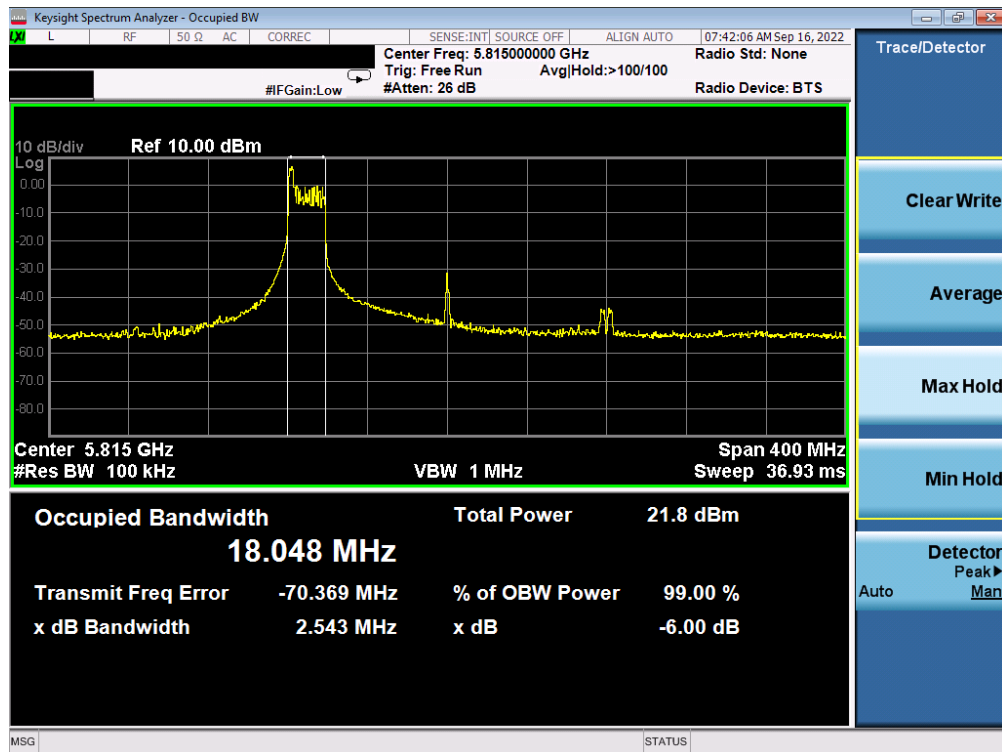 Keysight Spectrum Analyzer - Occupied BW
LXI L RF 50 Ω AC CORREC SENSE:INT SOURCE OFF ALIGN AUTO 07:42:06 AM Sep 16, 2022
Center Freq: 5.815000000 GHz Radio Std: None
Trig: Free Run Avg|Hold:>100/100
#IFGain:Low #Atten: 26 dB Radio Device: BTS
Trace/Detector
10 dB/div Ref 10.00 dBm
Log
0.00
-10.0
-20.0
-30.0
-40.0
-50.0
-60.0
-70.0
-80.0
Center 5.815 GHz Span 400 MHz
#Res BW 100 kHz VBW 1 MHz Sweep 36.93 ms
Occupied Bandwidth Total Power 21.8 dBm
18.048 MHz
Transmit Freq Error -70.369 MHz % of OBW Power 99.00 %
x dB Bandwidth 2.543 MHz x dB -6.00 dB
Clear Write
Average
Max Hold
Min Hold
Detector
Peak▶
Auto Man
MSG STATUS